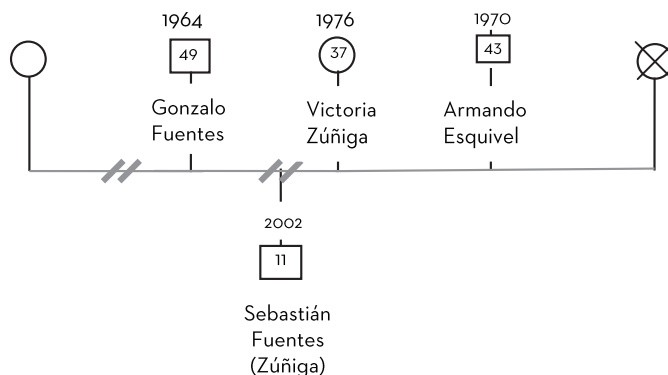 1964
1976
1970
49
37
43
Gonzalo
Fuentes
Victoria
Zúñiga
Armando
Esquivel
2002
11
Sebastián
Fuentes
(Zúñiga)